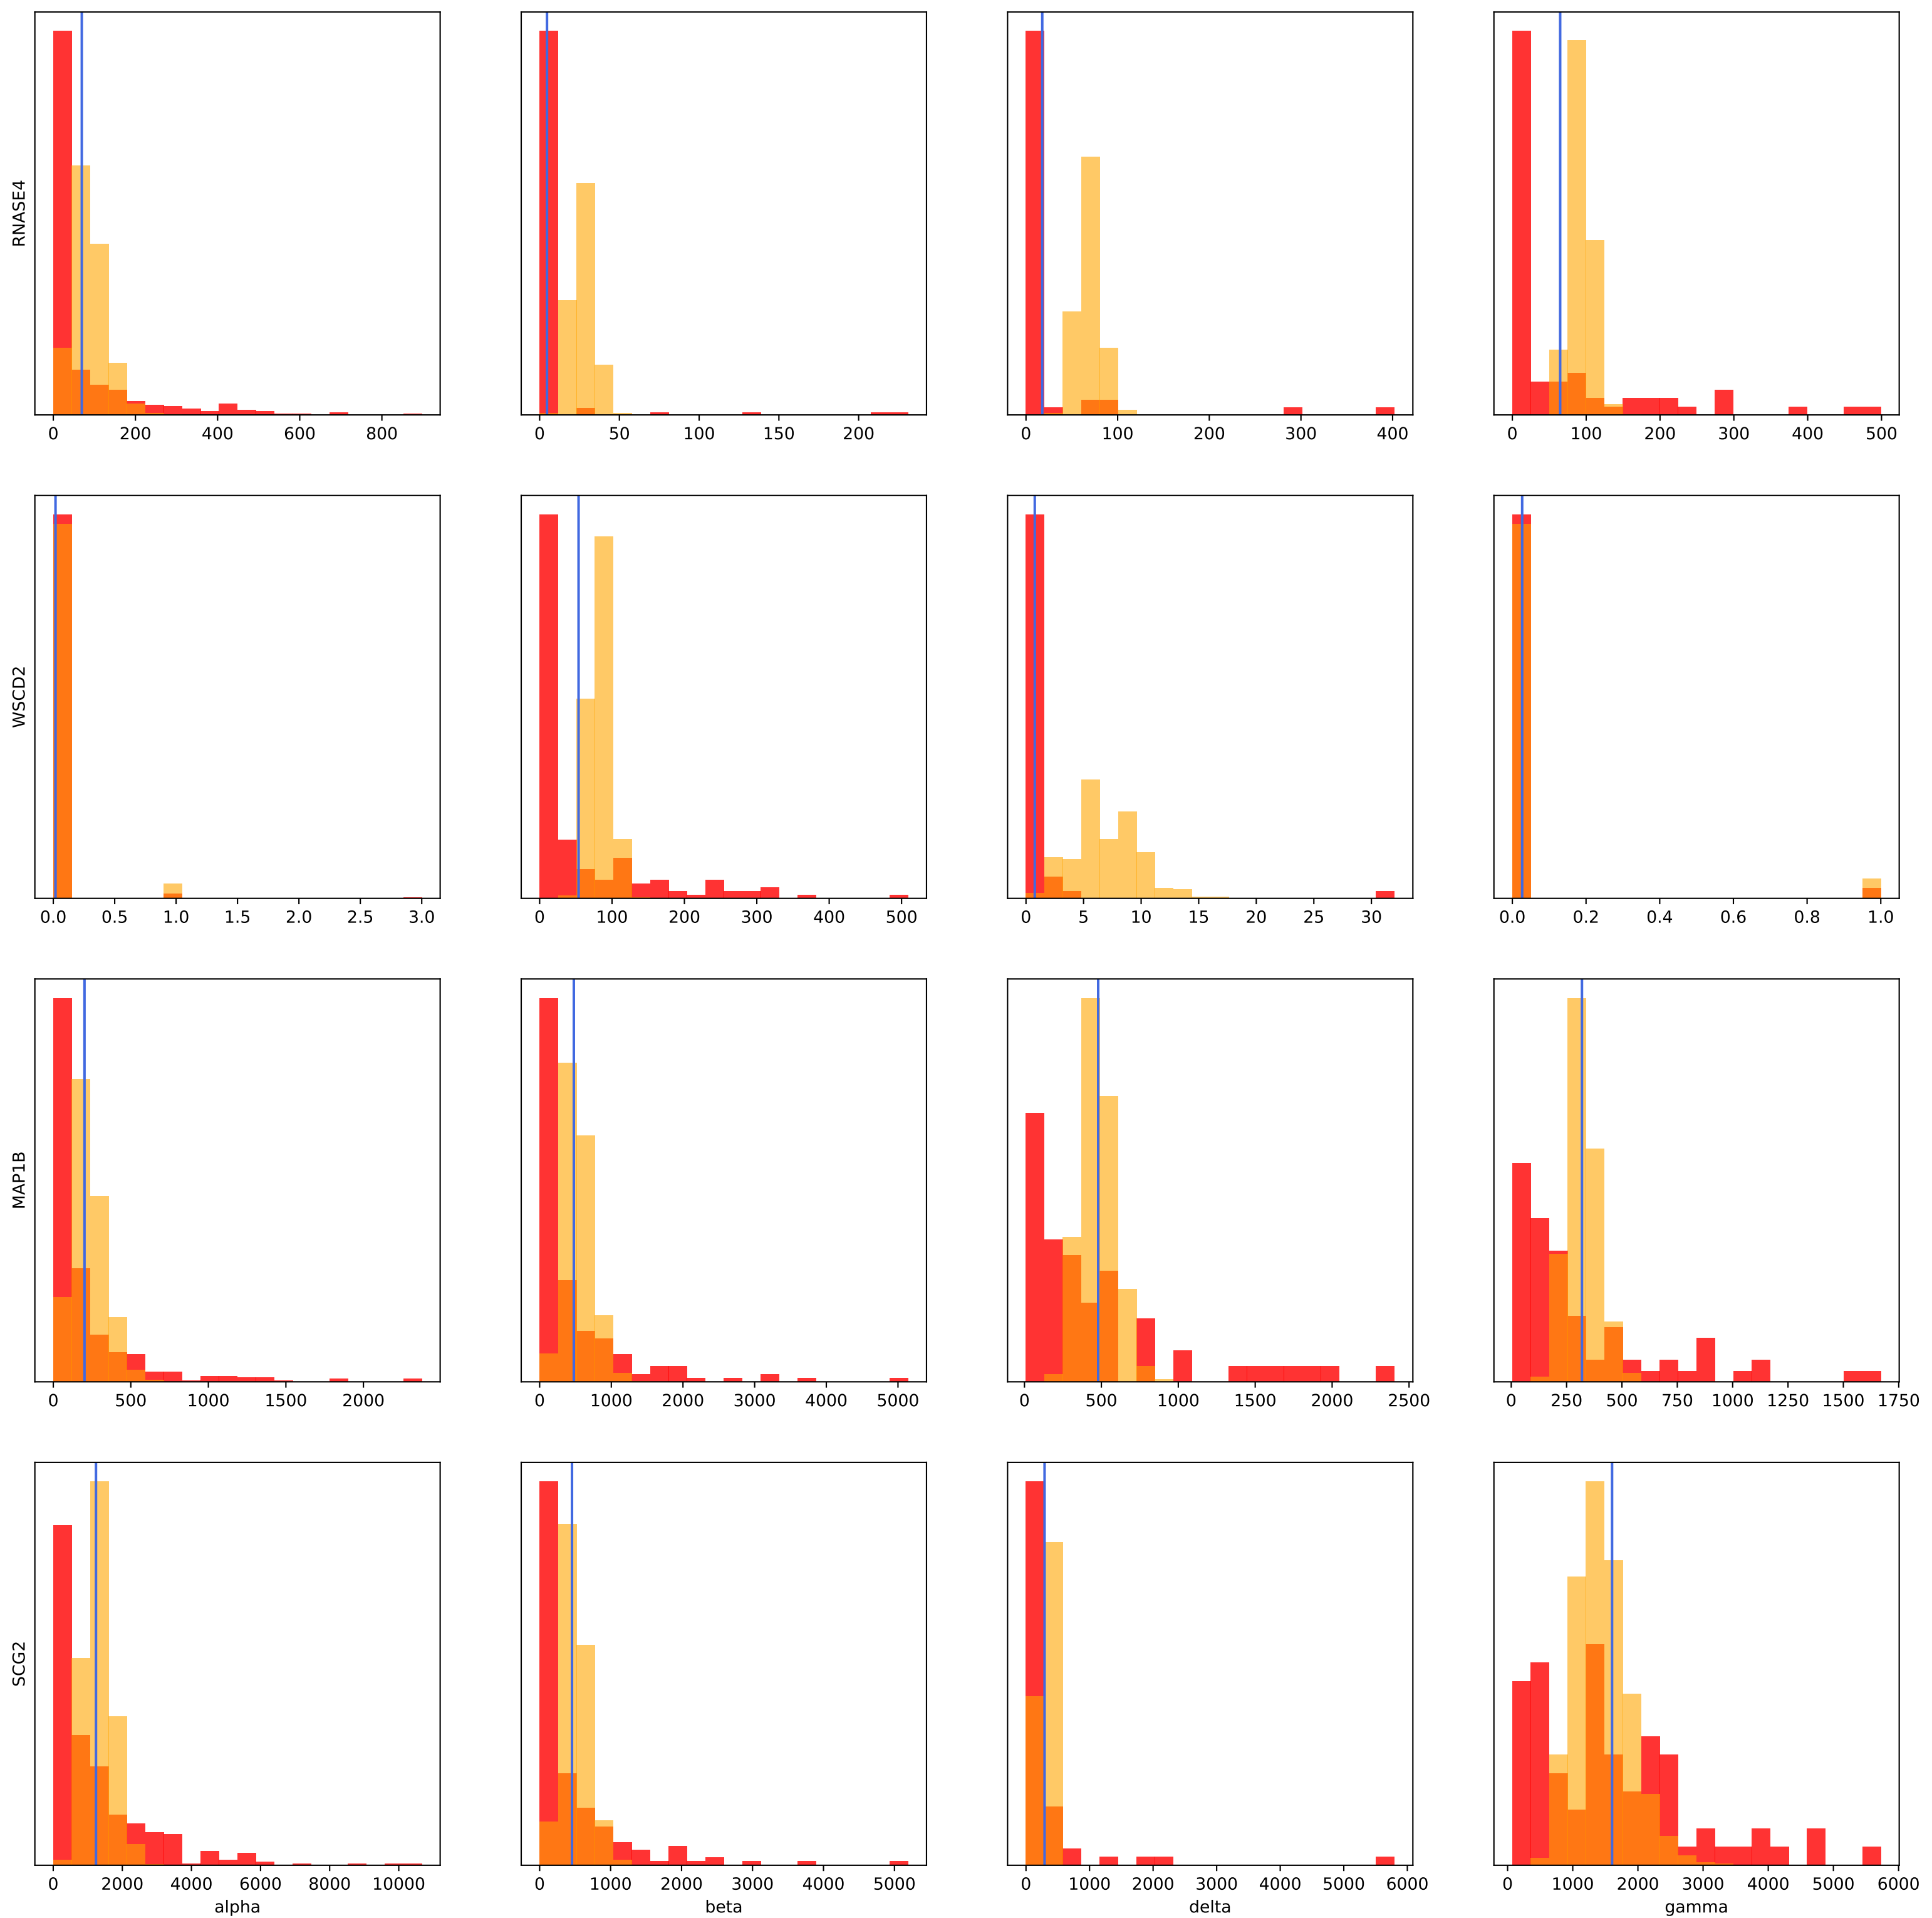 RNASE4
0 200 400 600 800
0 50 100 150 200
0 100 200 300 400
0 100 200 300 400 500
WSCD2
0.0 0.5 1.0 1.5 2.0 2.5 3.0
0 100 200 300 400 500
0 5 10 15 20 25 30
0.0 0.2 0.4 0.6 0.8 1.0
MAP1B
0 500 1000 1500 2000
0 1000 2000 3000 4000 5000
0 500 1000 1500 2000 2500
0 250 500 750 1000 1250 1500 1750
SCG2
0 2000 4000 6000 8000 10000
0 1000 2000 3000 4000 5000
0 1000 2000 3000 4000 5000 6000
0 1000 2000 3000 4000 5000 6000
alpha
beta
delta
gamma